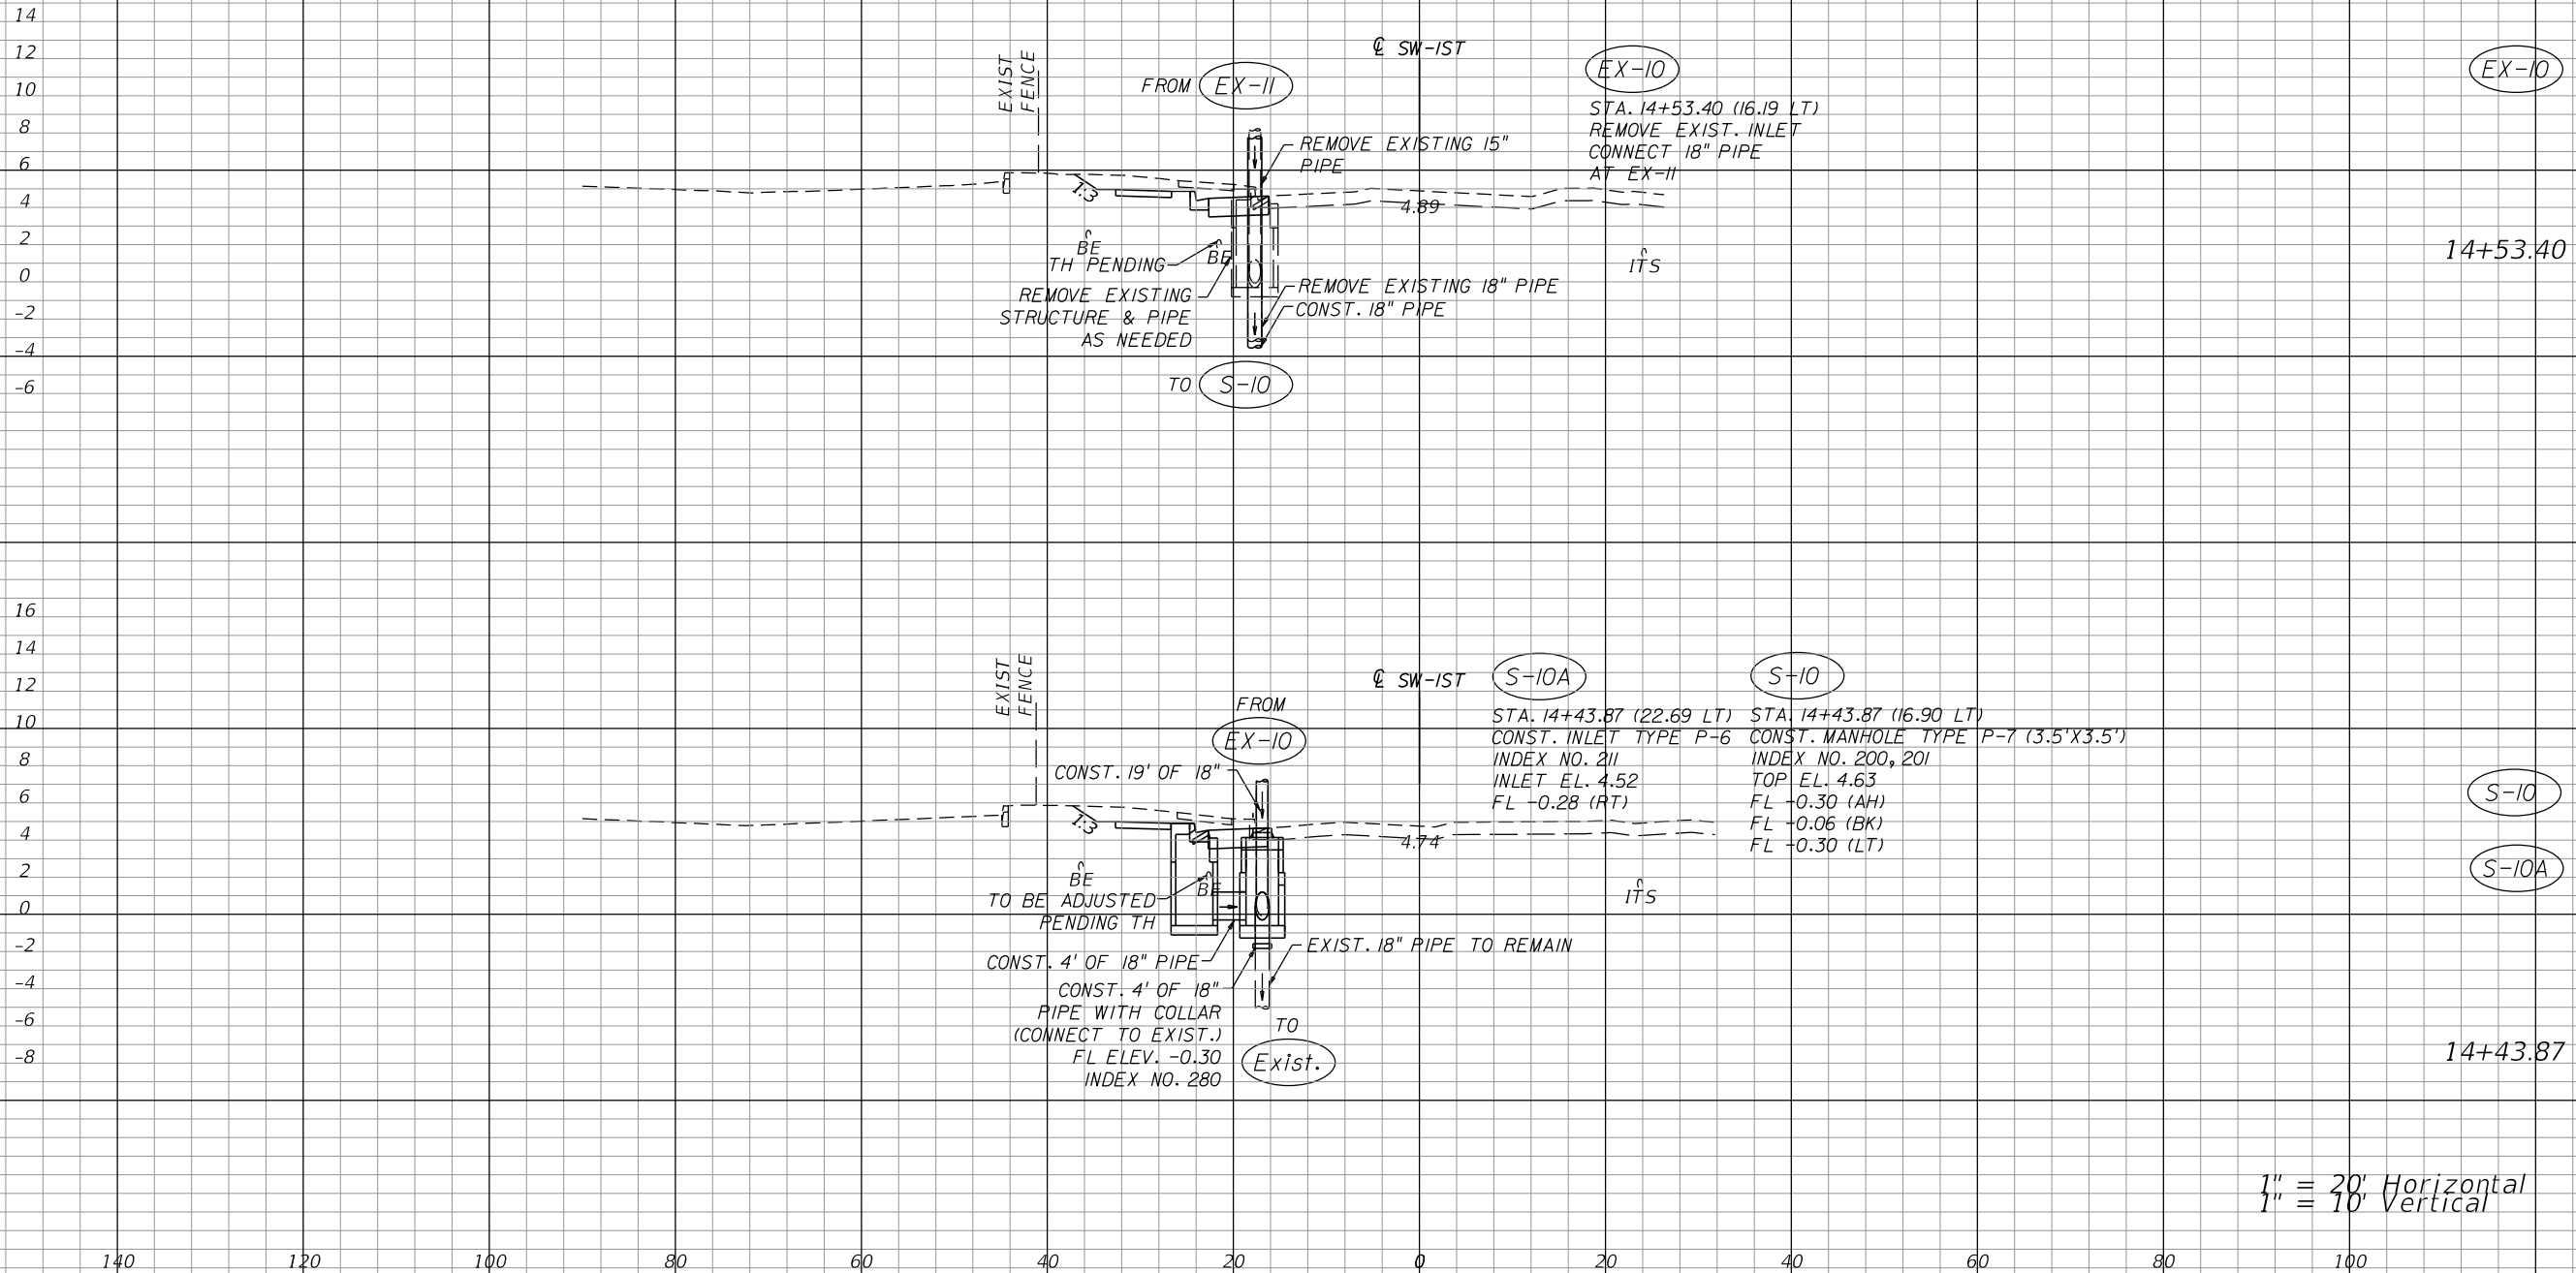 14
12
10
8
6
4
2
0
-2
-4
-6
EXIST
FENCE
FROM EX-11
℄ SW-1ST
EX-10
STA. 14+53.40 (16.19 LT)
REMOVE EXIST. INLET
CONNECT 18" PIPE
AT EX-11
EX-10
REMOVE EXISTING 15"
PIPE
1:3
4.89
BE
BE
TH PENDING
ITS
14+53.40
REMOVE EXISTING
STRUCTURE & PIPE
AS NEEDED
REMOVE EXISTING 18" PIPE
CONST. 18" PIPE
TO S-10
16
14
12
10
8
6
4
2
0
-2
-4
-6
-8
EXIST
FENCE
℄ SW-1ST
FROM
EX-10
S-10A
STA. 14+43.87 (22.69 LT)
CONST. INLET TYPE P-6
INDEX NO. 211
INLET EL. 4.52
FL -0.28 (RT)
S-10
STA. 14+43.87 (16.90 LT)
CONST. MANHOLE TYPE P-7 (3.5'X3.5')
INDEX NO. 200, 201
TOP EL. 4.63
FL -0.30 (AH)
FL -0.06 (BK)
FL -0.30 (LT)
S-10
S-10A
CONST. 19' OF 18"
1:3
4.74
BE
BE
TO BE ADJUSTED
PENDING TH
ITS
CONST. 4' OF 18" PIPE
EXIST. 18" PIPE TO REMAIN
CONST. 4' OF 18"
PIPE WITH COLLAR
(CONNECT TO EXIST.)
FL ELEV. -0.30
INDEX NO. 280
TO
Exist.
14+43.87
1" = 20' Horizontal
1" = 10' Vertical
140 120 100 80 60 40 20 0 20 40 60 80 100